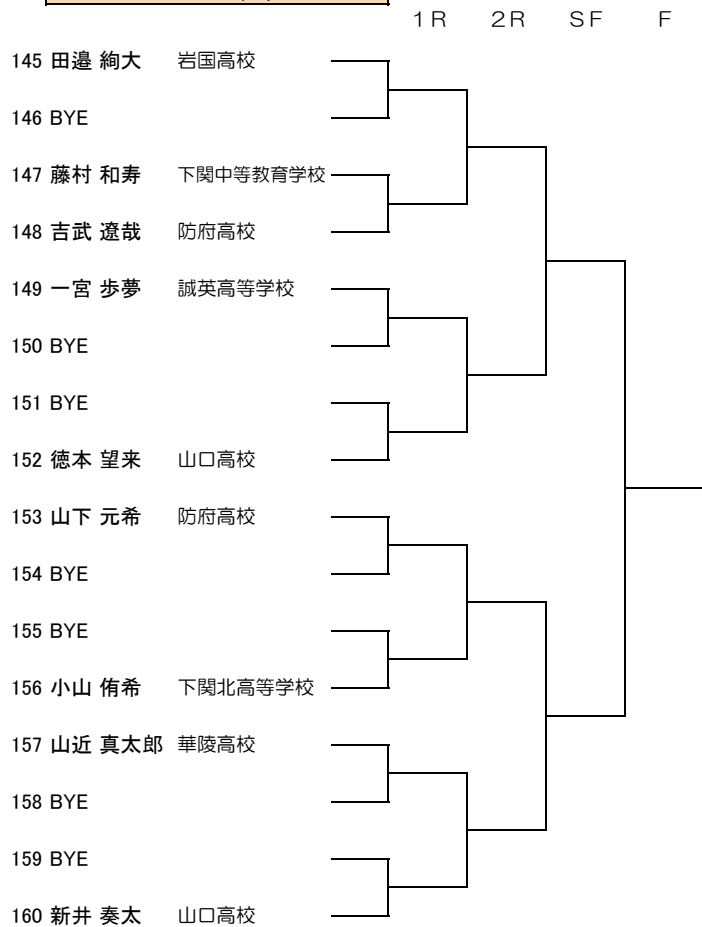 １Ｒ ２Ｒ ＳＦ Ｆ
145 田邉 絢大 岩国高校
146 BYE
147 藤村 和寿 下関中等教育学校
148 吉武 遼哉 防府高校
149 一宮 歩夢 誠英高等学校
150 BYE
151 BYE
152 徳本 望来 山口高校
153 山下 元希 防府高校
154 BYE
155 BYE
156 小山 侑希 下関北高等学校
157 山近 真太郎 華陵高校
158 BYE
159 BYE
160 新井 奏太 山口高校